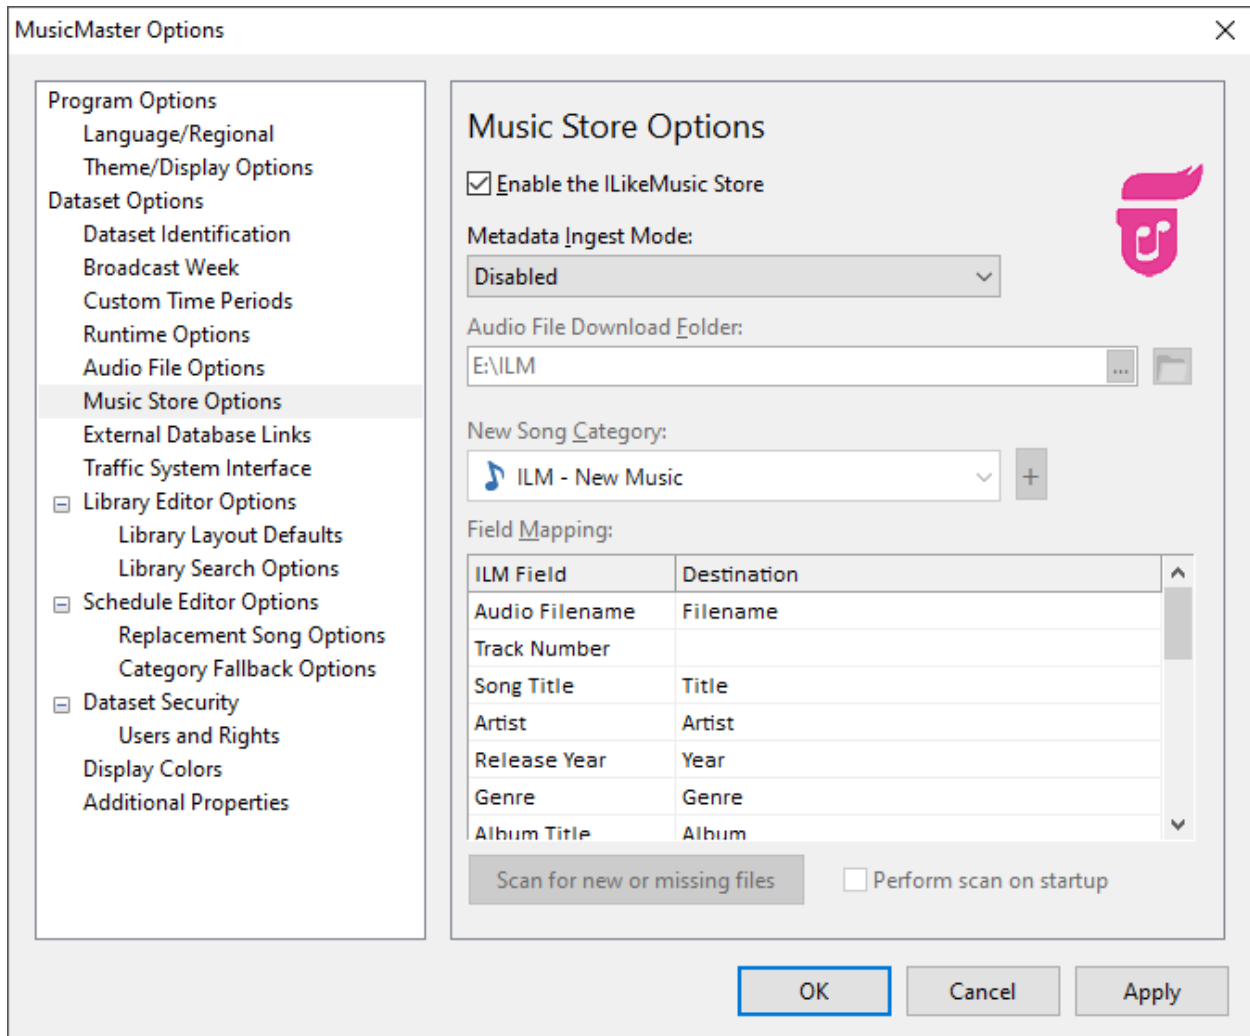 MusicMaster Options
Program Options
Language/Regional
Theme/Display Options
Dataset Options
Dataset Identification
Broadcast Week
Custom Time Periods
Runtime Options
Audio File Options
Music Store Options
External Database Links
Traffic System Interface
Library Editor Options
Library Layout Defaults
Library Search Options
Schedule Editor Options
Replacement Song Options
Category Fallback Options
Dataset Security
Users and Rights
Display Colors
Additional Properties
Music Store Options
Enable the ILikeMusic Store
Metadata Ingest Mode:
Disabled
Audio File Download Folder:
E:\ILM
...
New Song Category:
ILM - New Music
+
Field Mapping:
ILM Field Destination
Audio Filename Filename
Track Number
Song Title Title
Artist Artist
Release Year Year
Genre Genre
Album Title Album
Scan for new or missing files Perform scan on startup
OK Cancel Apply